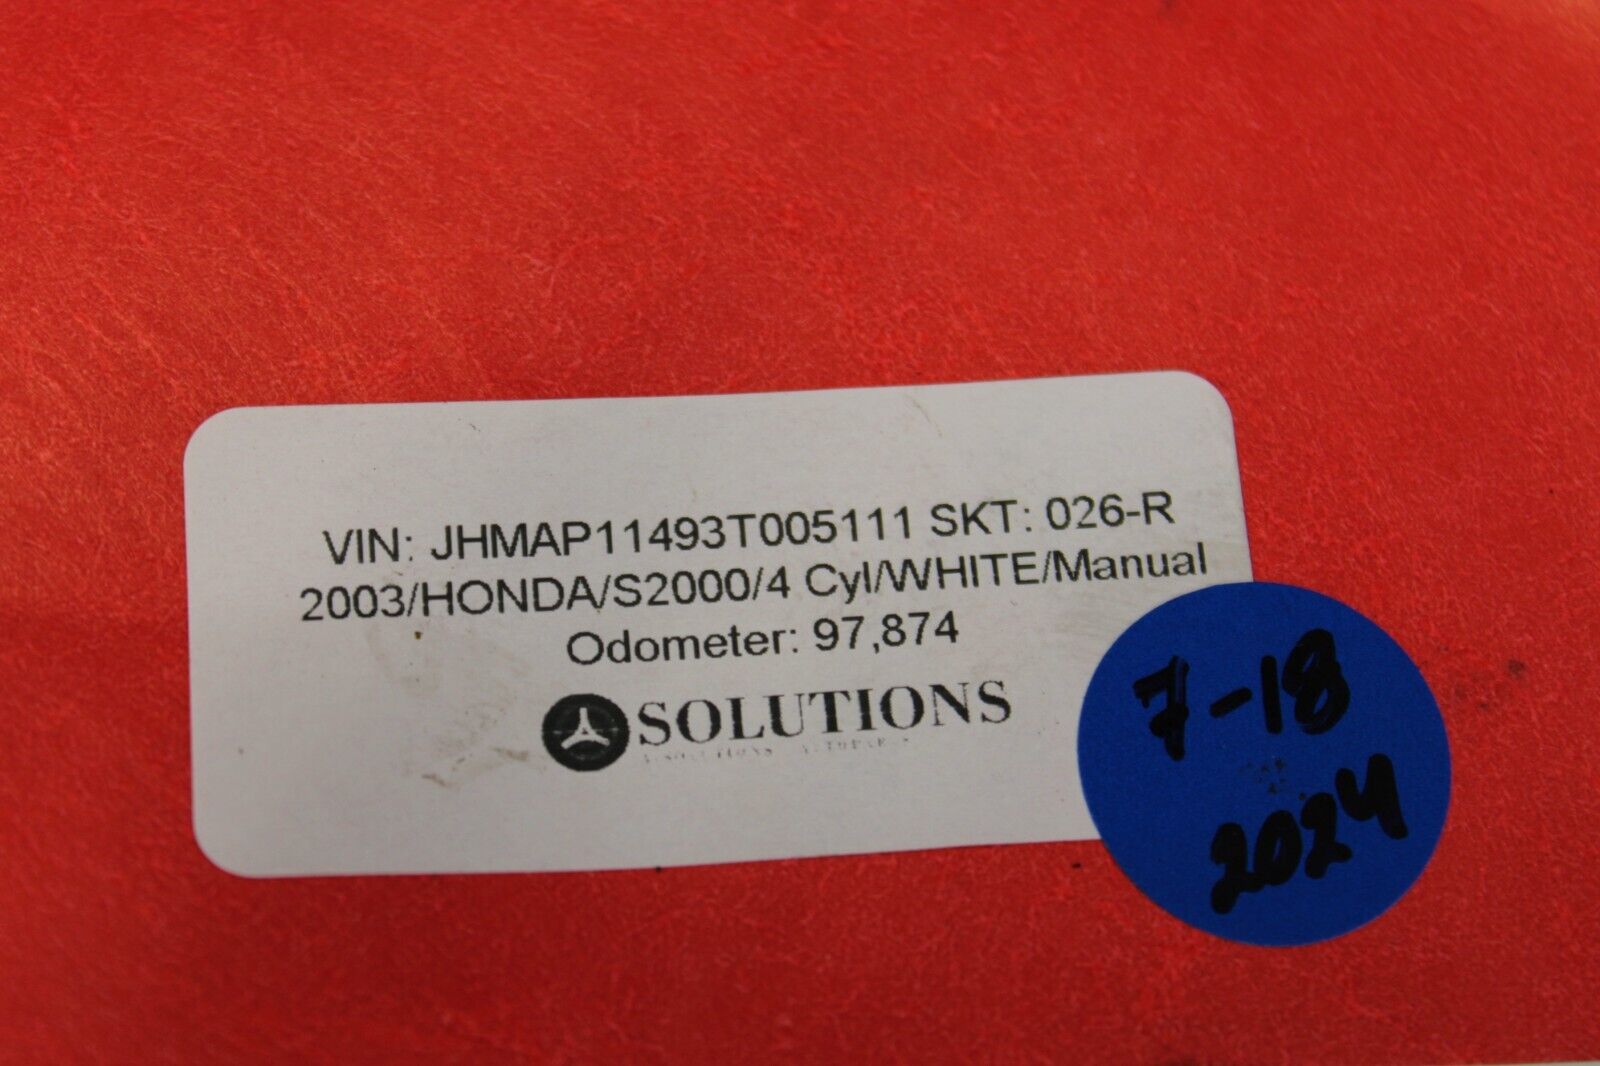 VIN: JHMAP11493T005111 SKT: 026-R
2003/HONDA/S2000/4 Cyl/WHITE/Manual
Odometer: 97,874
SOLUTIONS
7-18
2024